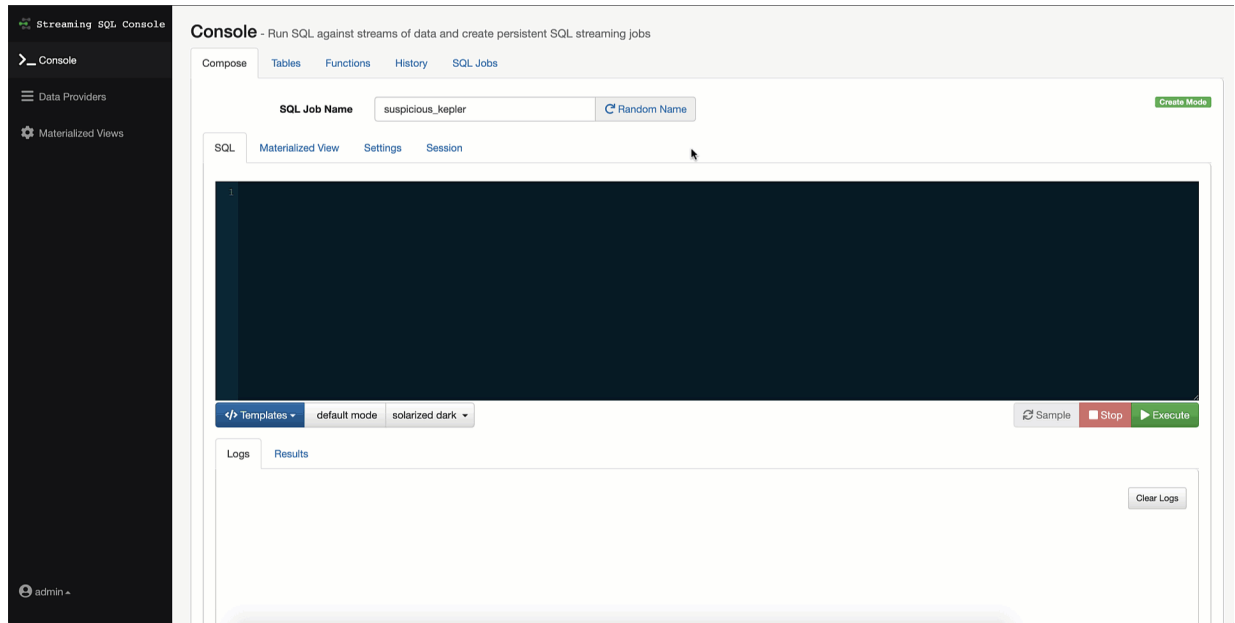 Streaming SQL Console
Console
Data Providers
Materialized Views
admin
Console - Run SQL against streams of data and create persistent SQL streaming jobs
Compose Tables Functions History SQL Jobs
SQL Job Name suspicious_kepler Random Name Create Mode
SQL Materialized View Settings Session
1
</> Templates default mode solarized dark Sample Stop Execute
Logs Results
Clear Logs